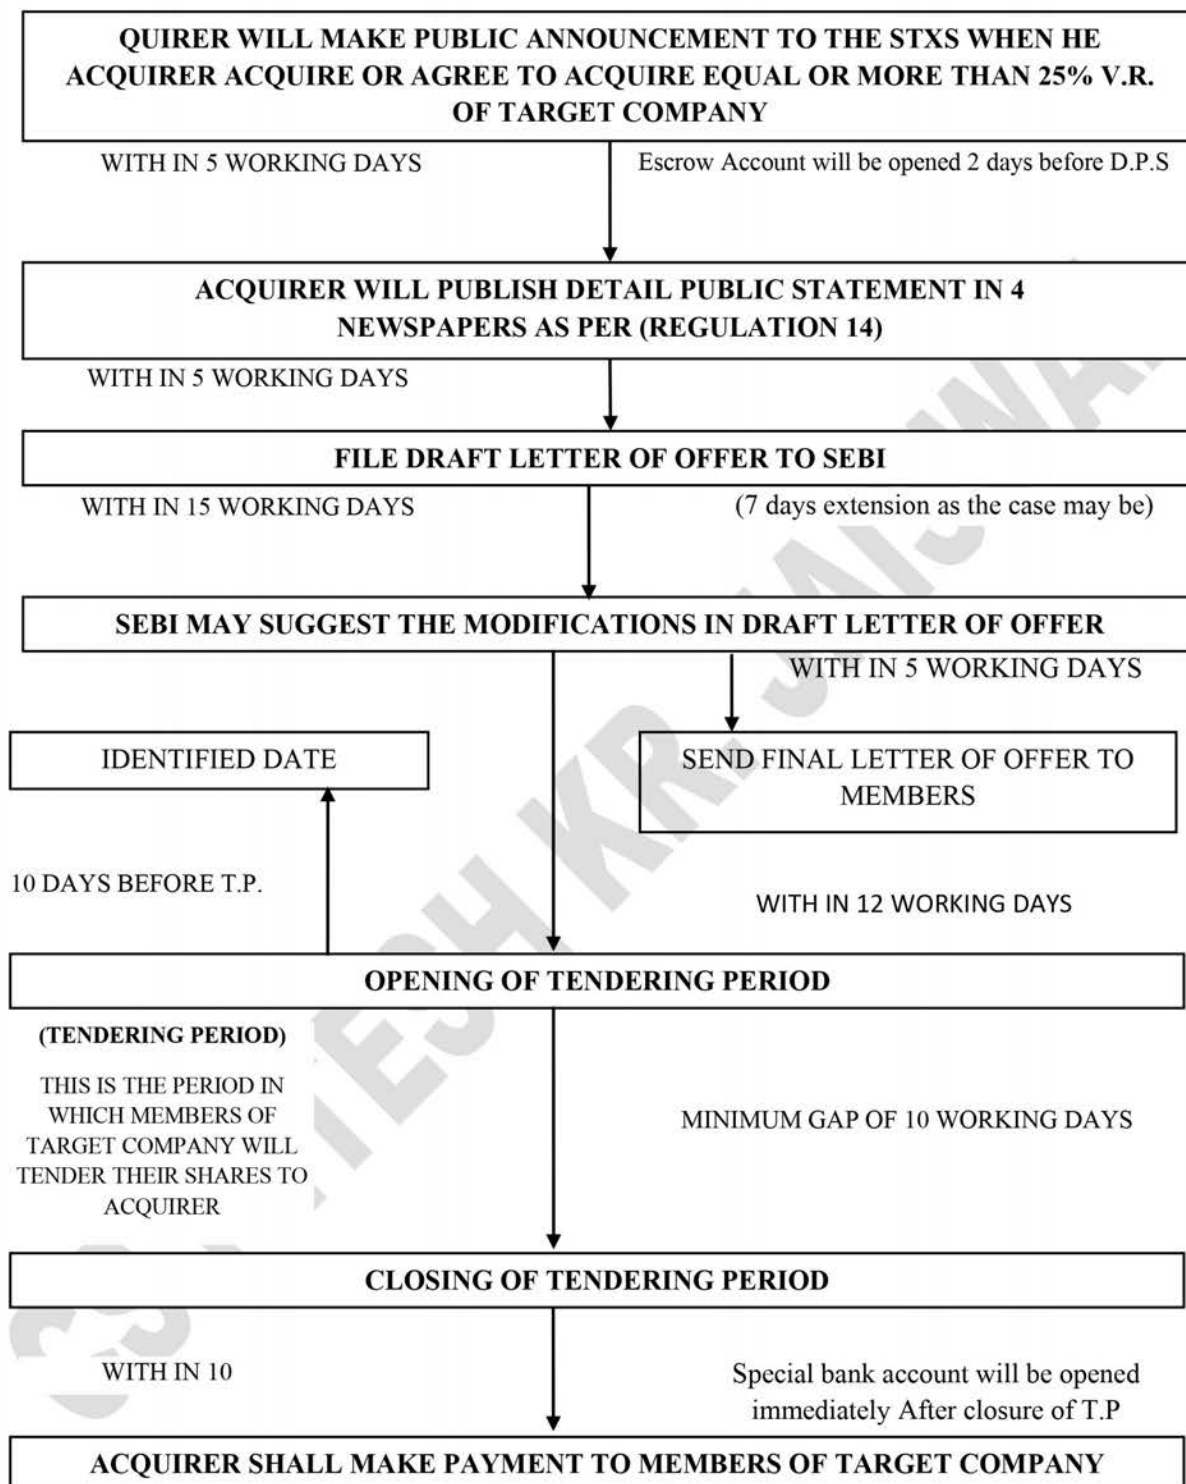 QUIRER WILL MAKE PUBLIC ANNOUNCEMENT TO THE STXS WHEN HE
ACQUIRER ACQUIRE OR AGREE TO ACQUIRE EQUAL OR MORE THAN 25% V.R.
OF TARGET COMPANY
WITH IN 5 WORKING DAYS
Escrow Account will be opened 2 days before D.P.S
ACQUIRER WILL PUBLISH DETAIL PUBLIC STATEMENT IN 4
NEWSPAPERS AS PER (REGULATION 14)
WITH IN 5 WORKING DAYS
FILE DRAFT LETTER OF OFFER TO SEBI
WITH IN 15 WORKING DAYS
(7 days extension as the case may be)
SEBI MAY SUGGEST THE MODIFICATIONS IN DRAFT LETTER OF OFFER
WITH IN 5 WORKING DAYS
IDENTIFIED DATE
SEND FINAL LETTER OF OFFER TO
MEMBERS
10 DAYS BEFORE T.P.
WITH IN 12 WORKING DAYS
OPENING OF TENDERING PERIOD
(TENDERING PERIOD)
THIS IS THE PERIOD IN
WHICH MEMBERS OF
TARGET COMPANY WILL
TENDER THEIR SHARES TO
ACQUIRER
MINIMUM GAP OF 10 WORKING DAYS
CLOSING OF TENDERING PERIOD
WITH IN 10
Special bank account will be opened
immediately After closure of T.P
ACQUIRER SHALL MAKE PAYMENT TO MEMBERS OF TARGET COMPANY
KR.